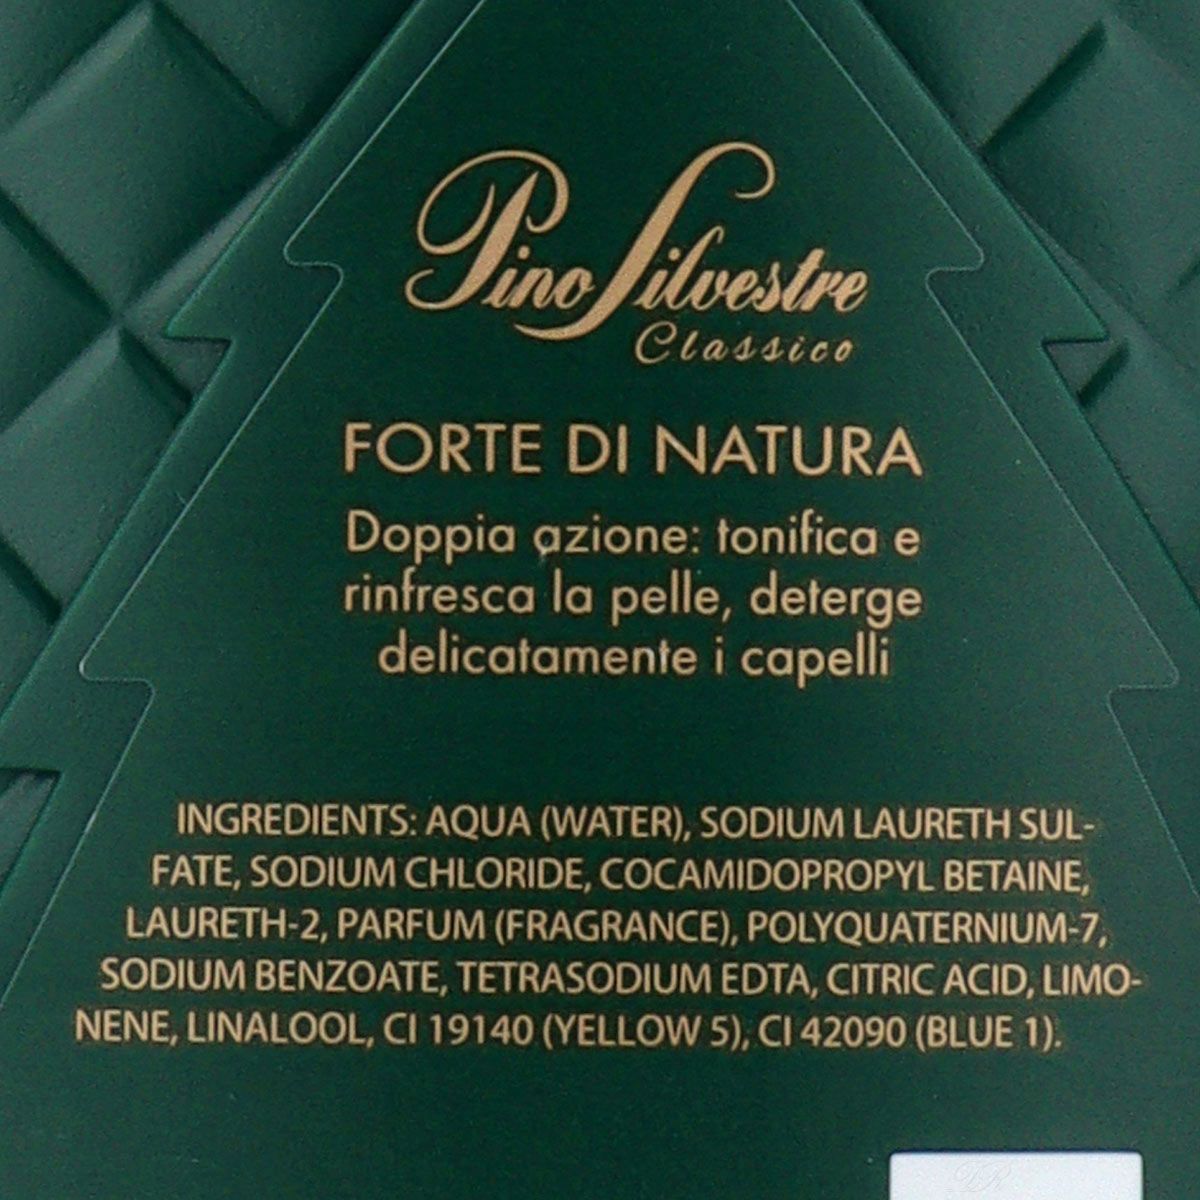 Pino Silvestre
Classico
FORTE DI NATURA
Doppia azione: tonifica e
rinfresca la pelle, deterge
delicatamente i capelli
INGREDIENTS: AQUA (WATER), SODIUM LAURETH SUL-
FATE, SODIUM CHLORIDE, COCAMIDOPROPYL BETAINE,
LAURETH-2, PARFUM (FRAGRANCE), POLYQUATERNIUM-7,
SODIUM BENZOATE, TETRASODIUM EDTA, CITRIC ACID, LIMO-
NENE, LINALOOL, CI 19140 (YELLOW 5), CI 42090 (BLUE 1).